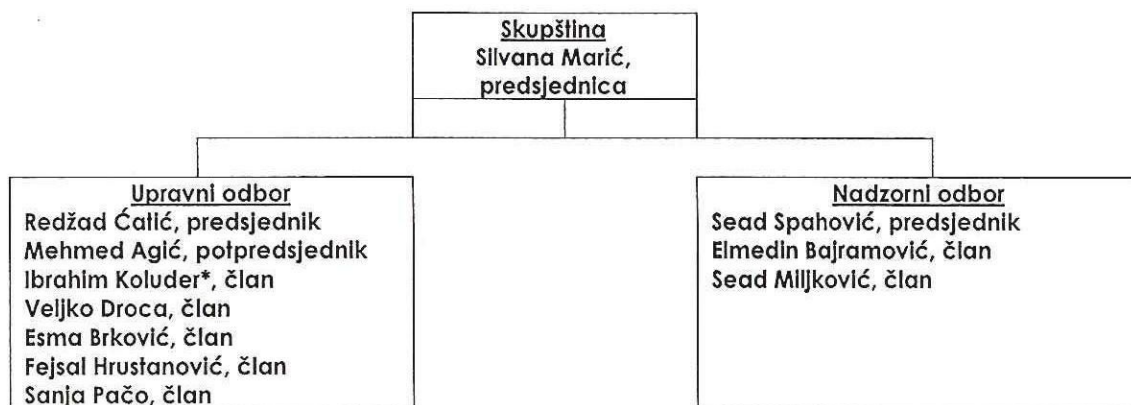 Skupština
Silvana Marić,
predsjednica
Upravni odbor
Redžad Ćatić, predsjednik
Mehmed Agić, potpredsjednik
Ibrahim Koluder*, član
Veljko Droca, član
Esma Brković, član
Fejsal Hrustanović, član
Sanja Pačo, član
Nadzorni odbor
Sead Spahović, predsjednik
Elmedin Bajramović, član
Sead Miljković, član